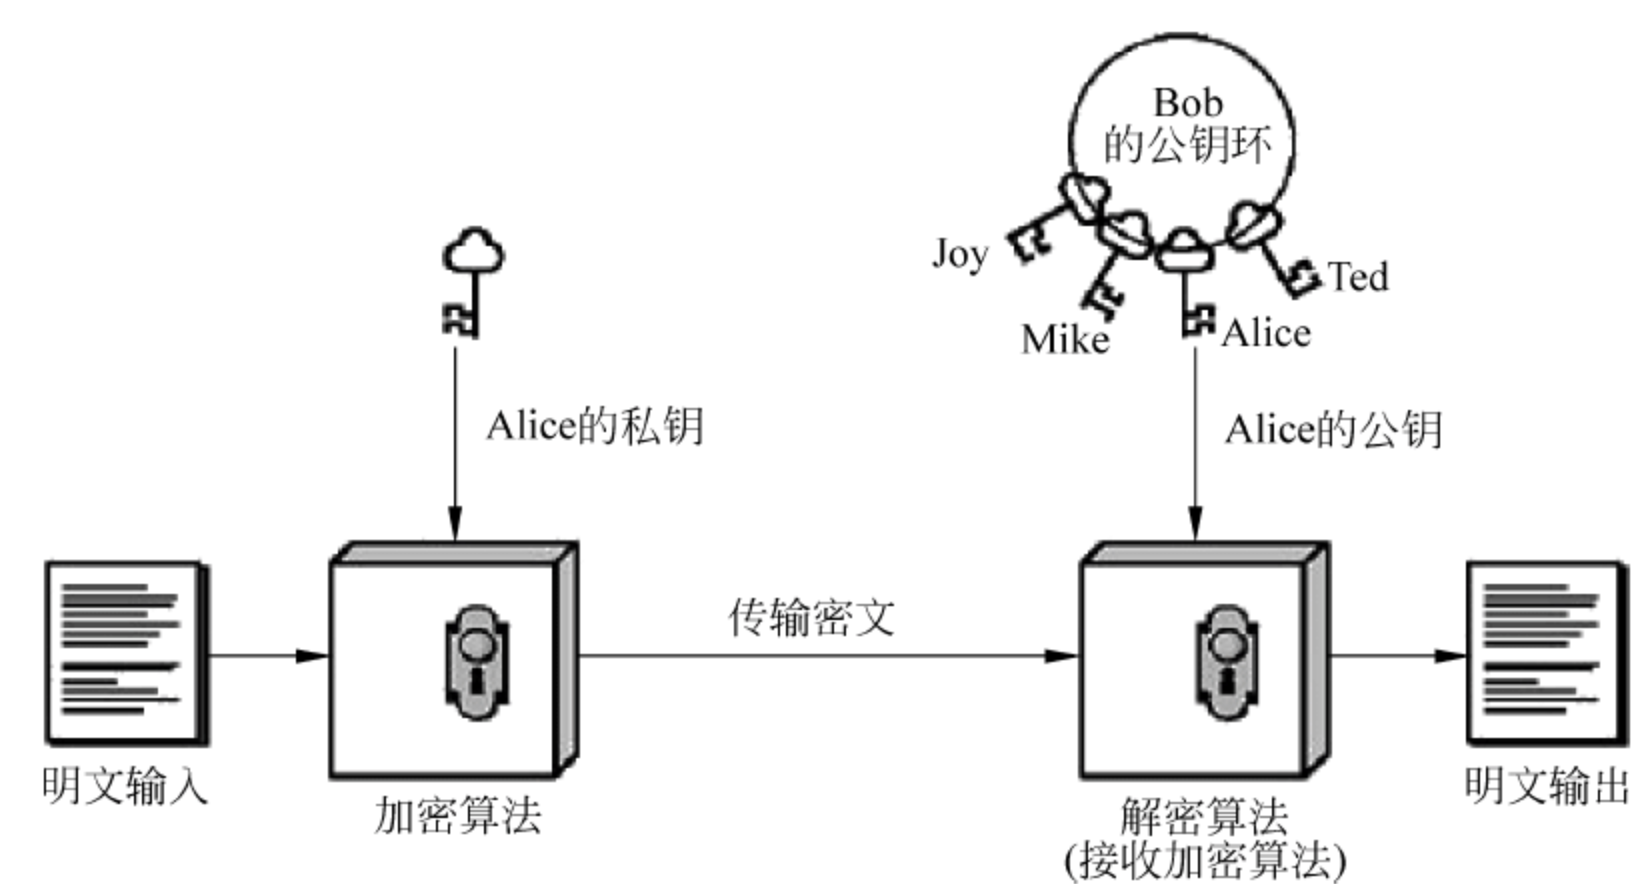 Bob
的公钥环
Joy
Ted
Mike
Alice
Alice的私钥
Alice的公钥
传输密文
明文输入
加密算法
解密算法
(接收加密算法)
明文输出